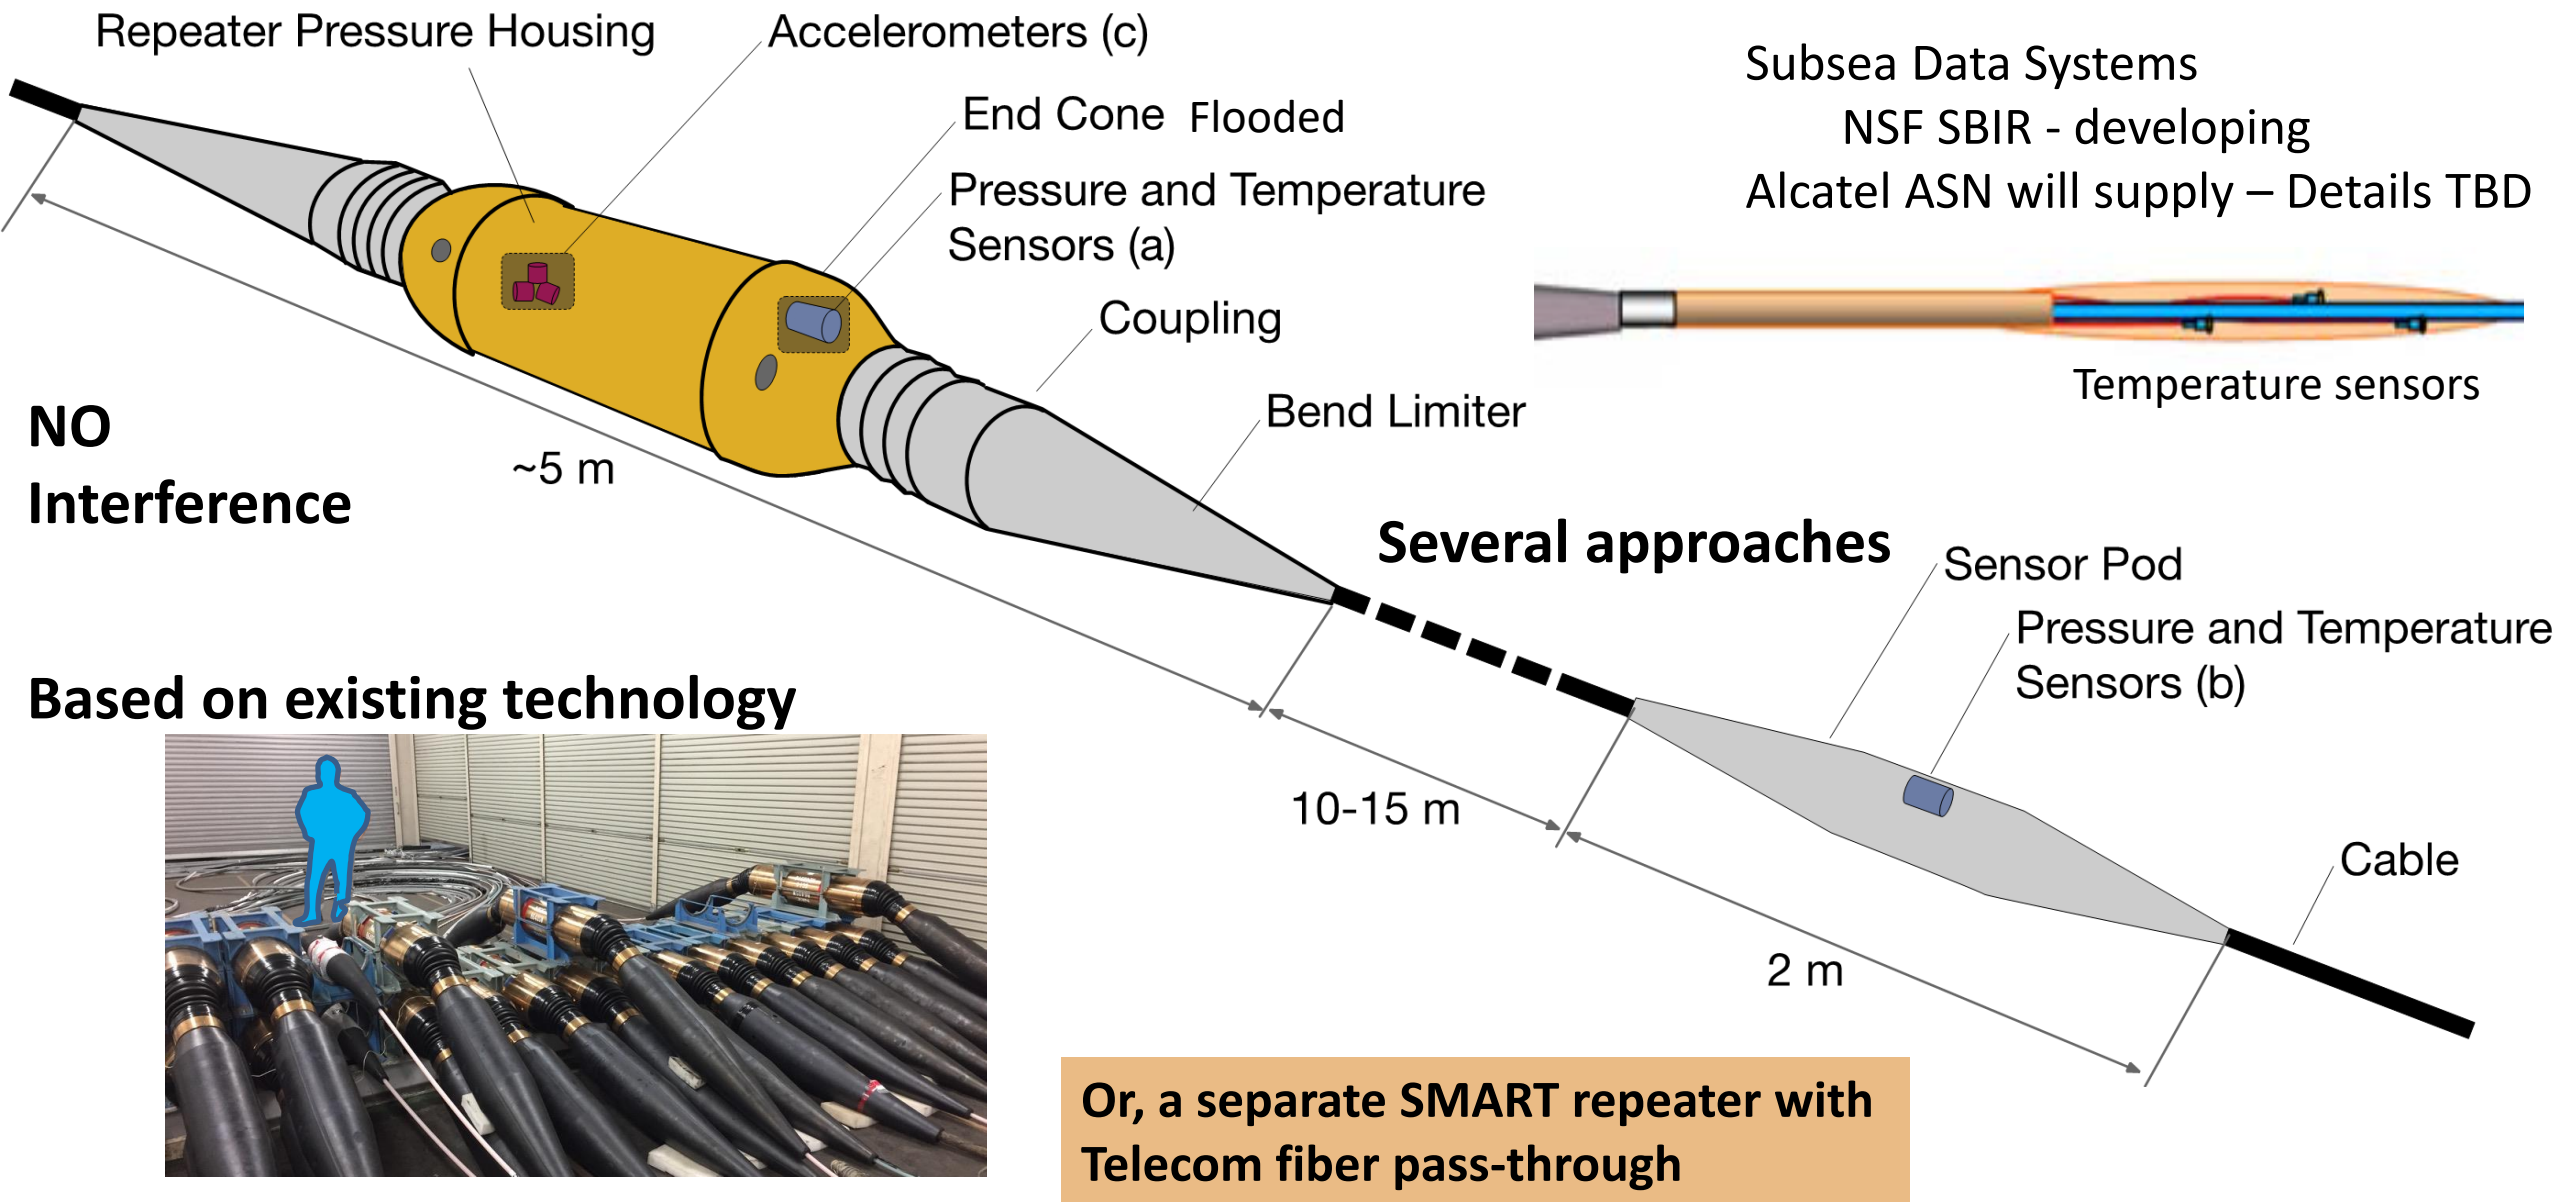 Repeater Pressure Housing
Accelerometers (c)
End Cone Flooded
Pressure and Temperature
Sensors (a)
Coupling
Bend Limiter
Subsea Data Systems
NSF SBIR - developing
Alcatel ASN will supply – Details TBD
Temperature sensors
NO
Interference
~5 m
Several approaches
Sensor Pod
Pressure and Temperature
Sensors (b)
Based on existing technology
10-15 m
Cable
2 m
Or, a separate SMART repeater with
Telecom fiber pass-through